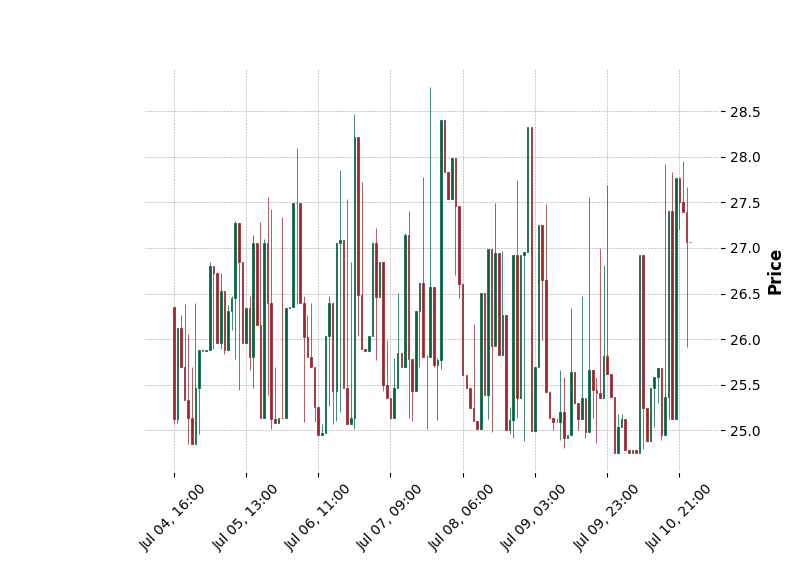 28.5
28.0
27.5
27.0
26.5
26.0
25.5
25.0
Price
Jul 04, 16:00
Jul 05, 13:00
Jul 06, 11:00
Jul 07, 09:00
Jul 08, 06:00
Jul 09, 03:00
Jul 09, 23:00
Jul 10, 21:00